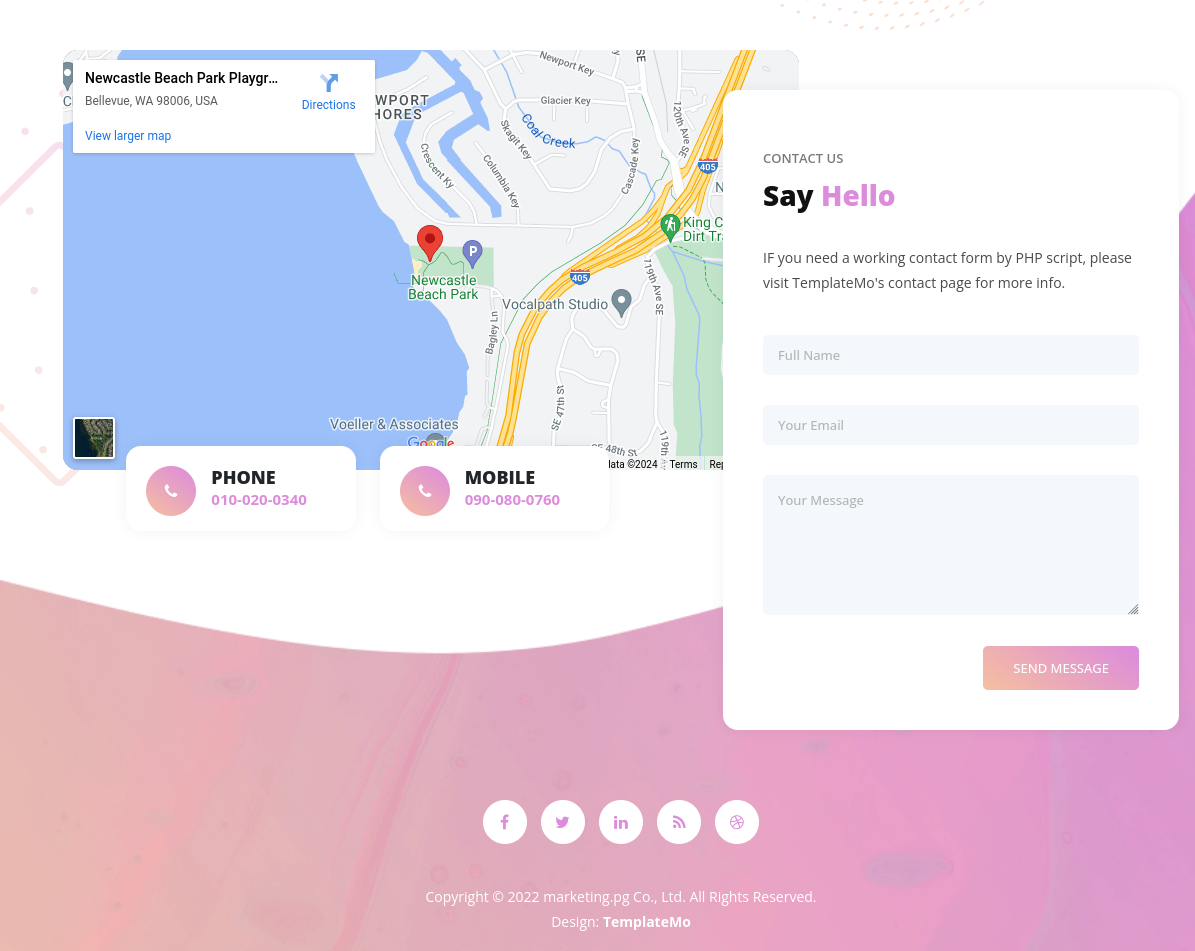 Newcastle Beach Park Playgr...
Bellevue, WA 98006, USA
Directions
View larger map
Newport Key
SE
WPORT
HORES
Glacier Key
Coal Creek
Skagit Key
Crescent Ky
Columbia Key
Cascade Key
120th Ave SE
405
N
King C
Dirt Tra
P
Newcastle
Beach Park
405
119th Ave SE
Vocalpath Studio
Bagley Ln
SE 47th St
Voeller & Associates
Google
SE 48th St
119th
data ©2024
Terms
Rep
PHONE
010-020-0340
MOBILE
090-080-0760
CONTACT US
Say Hello
IF you need a working contact form by PHP script, please
visit TemplateMo's contact page for more info.
Full Name
Your Email
Your Message
SEND MESSAGE
Copyright © 2022 marketing.pg Co., Ltd. All Rights Reserved.
Design: TemplateMo